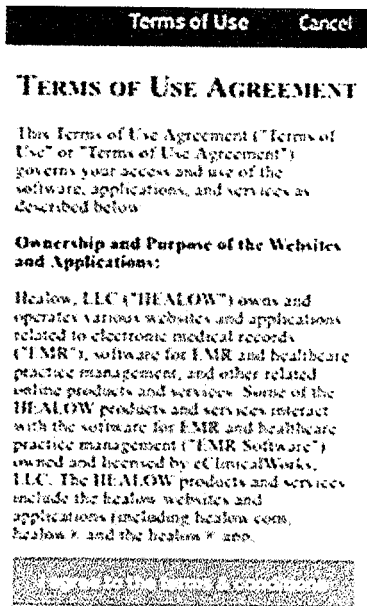 Terms of Use Cancel
TERMS OF USE AGREEMENT
This Terms of Use Agreement ("Terms of
Use" or "Terms of Use Agreement")
governs your access and use of the
software, applications, and services as
described below
Ownership and Purpose of the Websites
and Applications:
Healow, LLC ("HEALOW") owns and
operates various websites and applications
related to electronic medical records
("EMR"), software for EMR and healthcare
practice management, and other related
online products and services. Some of the
HEALOW products and services interact
with the software for EMR and healthcare
practice management ("EMR Software")
owned and licensed by eClinicalWorks,
LLC. The HEALOW products and services
include the healow websites and
applications (including healow.com,
healow and the healow app.